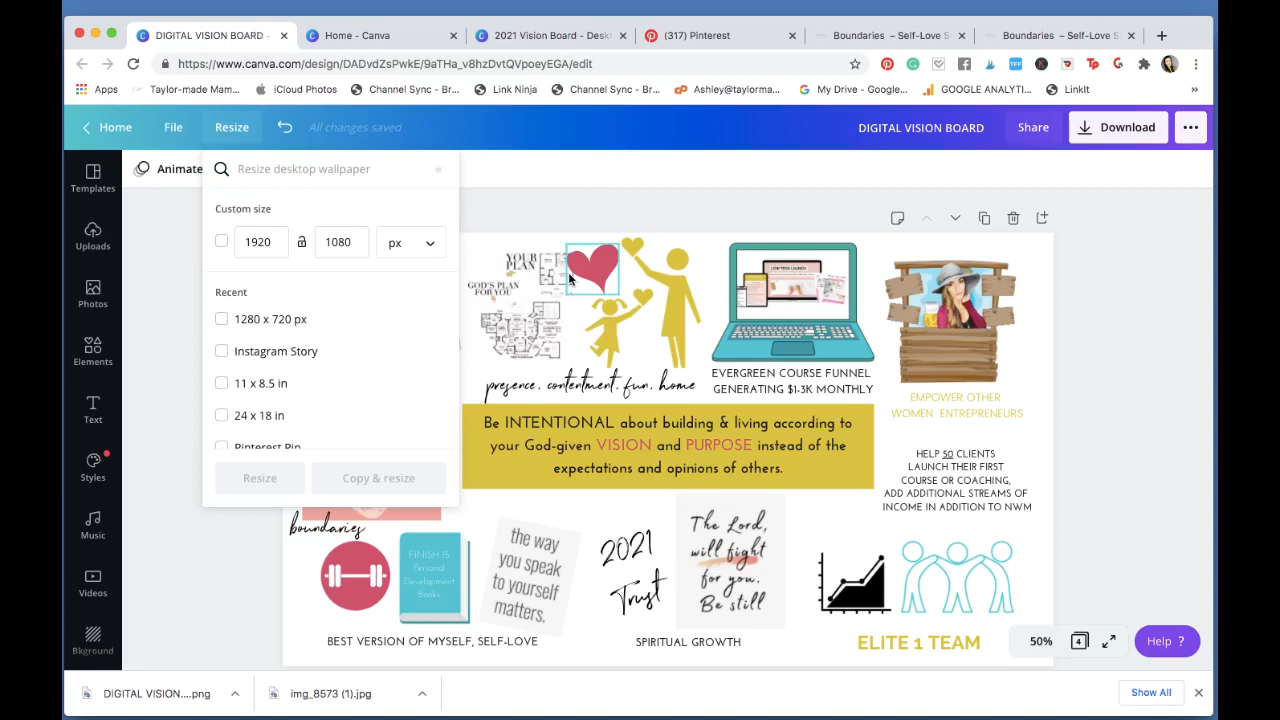 DIGITAL VISION BOARD -
Home - Canva
2021 Vision Board - Deskt
(317) Pinterest
Boundaries – Self-Love S
Boundaries – Self-Love S
https://www.canva.com/design/DADvdZsPwkE/9aTHa_v8hzDvtQVpoeyEGA/edit
Apps
Taylor-made Mam...
iCloud Photos
Channel Sync - Br...
Link Ninja
Channel Sync - Br...
Ashley@taylorma...
My Drive - Google...
GOOGLE ANALYTI...
LinkIt
Home
File
Resize
All changes saved
DIGITAL VISION BOARD
Share
Download
Animate
Templates
Uploads
Photos
Elements
Text
Styles
Music
Videos
Bkground
Resize desktop wallpaper
Custom size
1920
1080
px
Recent
1280 x 720 px
Instagram Story
11 x 8.5 in
24 x 18 in
Pinterest Pin
Resize
Copy & resize
YOUR
PLAN
GOD'S PLAN
FOR YOU
presence. contentment. fun. home
EVERGREEN COURSE FUNNEL
GENERATING $1-3K MONTHLY
EMPOWER OTHER
WOMEN ENTREPRENEURS
Be INTENTIONAL about building & living according to
your God-given VISION and PURPOSE instead of the
expectations and opinions of others.
HELP 50 CLIENTS
LAUNCH THEIR FIRST
COURSE OR COACHING,
ADD ADDITIONAL STREAMS OF
INCOME IN ADDITION TO NWM
boundaries
FINISH 15
Personal
Development
Books
the way
you speak
to yourself
matters.
2021
Trust
The Lord,
will fight
for you.
Be still
BEST VERSION OF MYSELF, SELF-LOVE
SPIRITUAL GROWTH
ELITE 1 TEAM
50%
4
Help ?
DIGITAL VISION....png
img_8573 (1).jpg
Show All